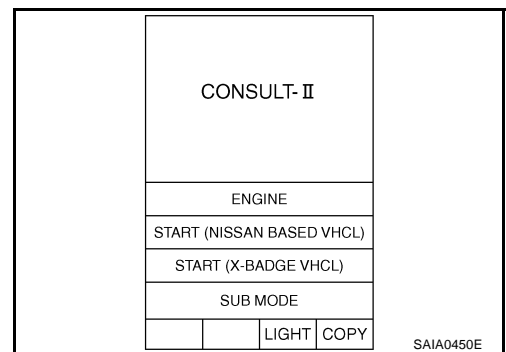 CONSULT-II
ENGINE
START (NISSAN BASED VHCL)
START (X-BADGE VHCL)
SUB MODE
LIGHT COPY
SAIA0450E